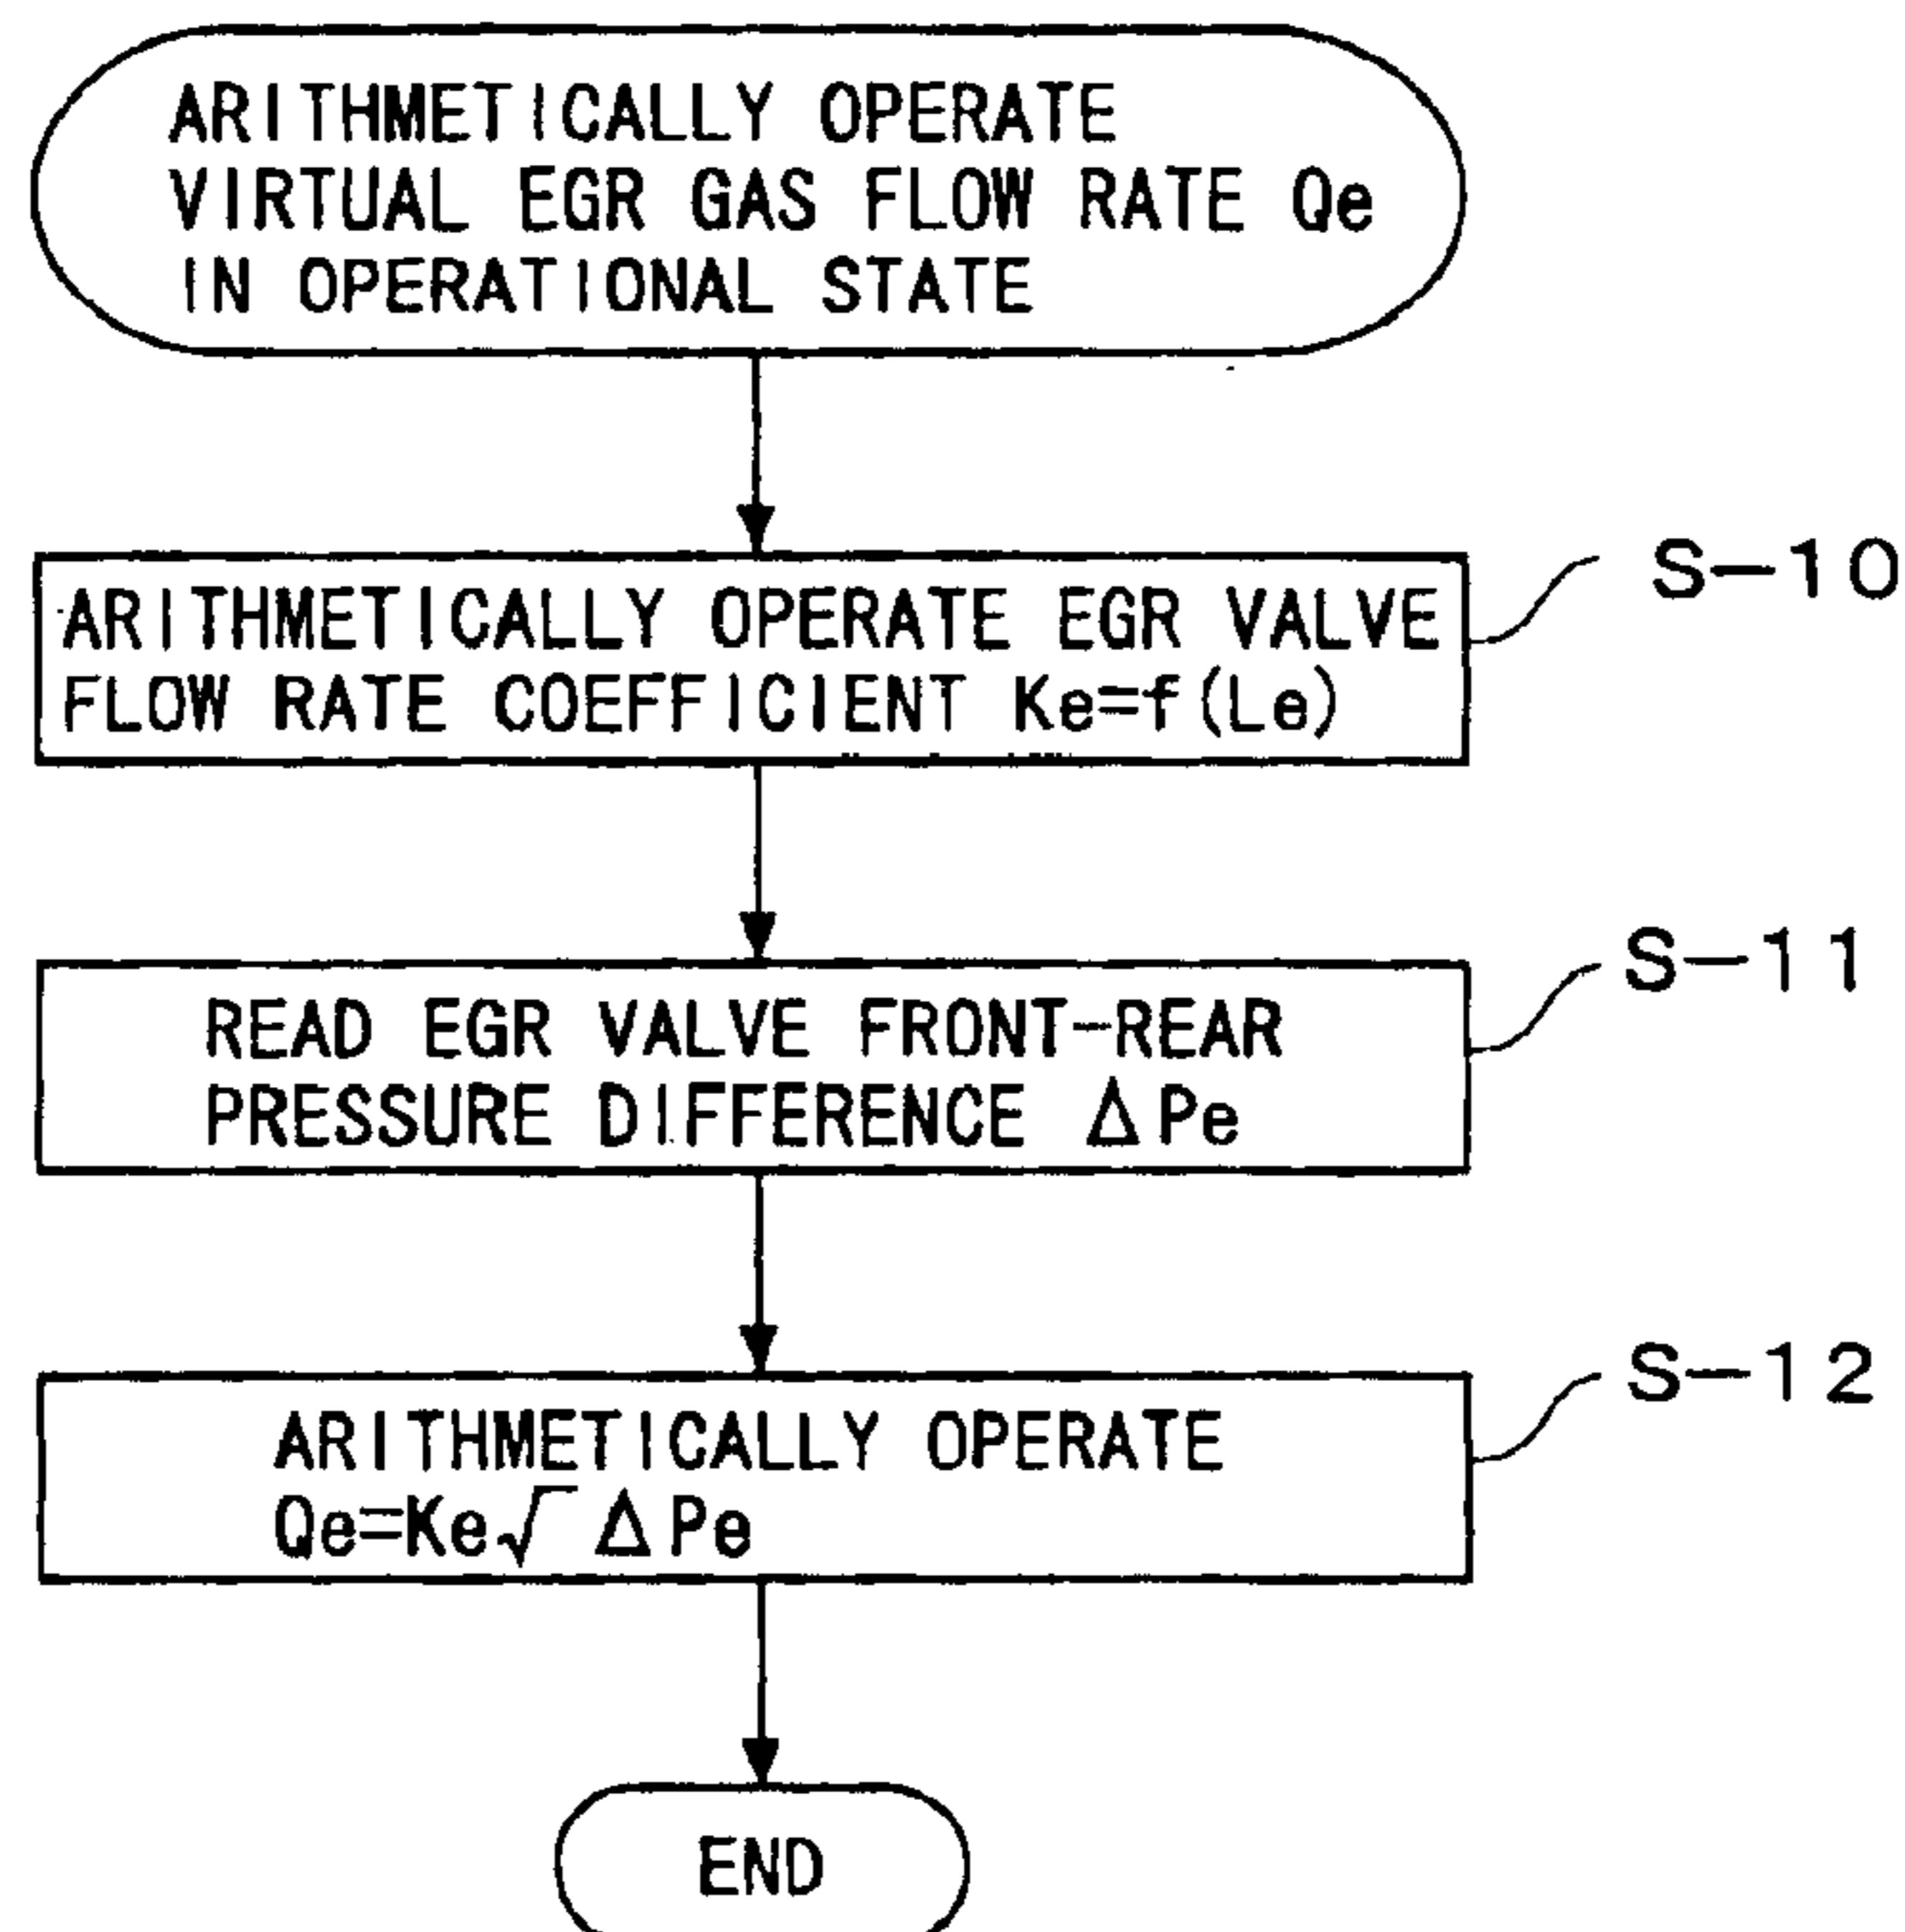 ARITHMETICALLY OPERATE
VIRTUAL EGR GAS FLOW RATE Qe
IN OPERATIONAL STATE
ARITHMETICALLY OPERATE EGR VALVE
FLOW RATE COEFFICIENT Ke=f(Le)
S-10
READ EGR VALVE FRONT-REAR
PRESSURE DIFFERENCE ΔPe
S-11
ARITHMETICALLY OPERATE
Qe=Ke√ΔPe
S-12
END